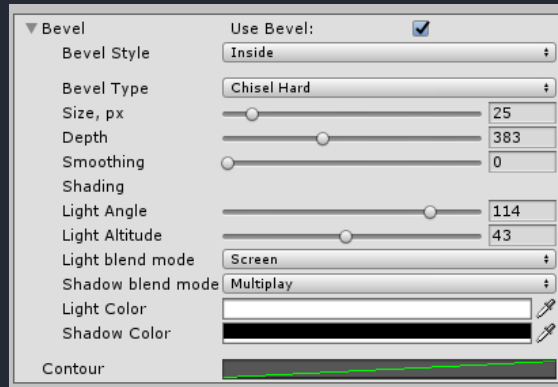 Bevel Use Bevel:
Bevel Style Inside
Bevel Type Chisel Hard
Size, px 25
Depth 383
Smoothing 0
Shading
Light Angle 114
Light Altitude 43
Light blend mode Screen
Shadow blend mode Multiplay
Light Color
Shadow Color
Contour